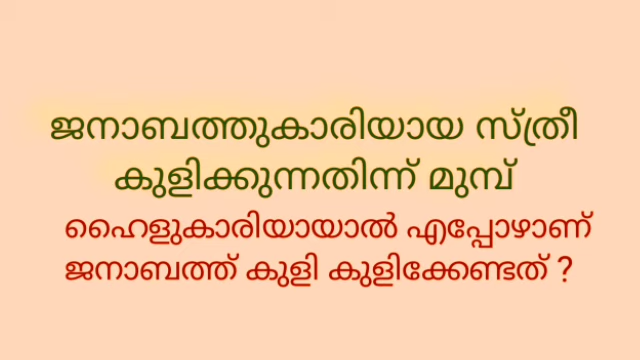 ജനാബത്തുകാരിയായ സ്ത്രീ
കുളിക്കുന്നതിന്ന് മുമ്പ്
ഹൈളുകാരിയായാൽ എപ്പോഴാണ്
ജനാബത്ത് കുളി കുളിക്കേണ്ടത് ?